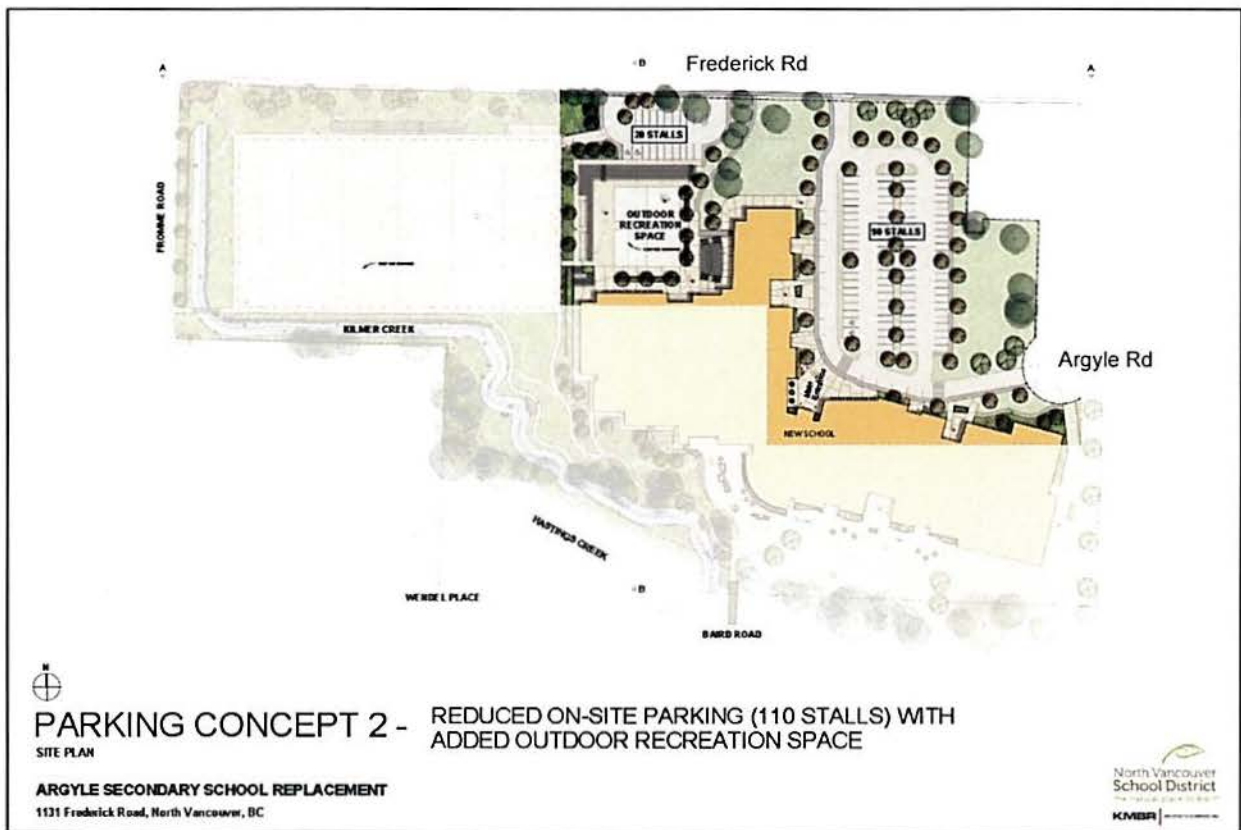 A
B
Frederick Rd
A
20 STALLS
FROMME ROAD
OUTDOOR
RECREATION
SPACE
90 STALLS
KILMER CREEK
Argyle Rd
Main
Entrance
NEW SCHOOL
HASTINGS CREEK
WENDEL PLACE
B
BAIRD ROAD
N
PARKING CONCEPT 2 - REDUCED ON-SITE PARKING (110 STALLS) WITH
ADDED OUTDOOR RECREATION SPACE
SITE PLAN
ARGYLE SECONDARY SCHOOL REPLACEMENT
1131 Frederick Road, North Vancouver, BC
North Vancouver
School District
KMBR